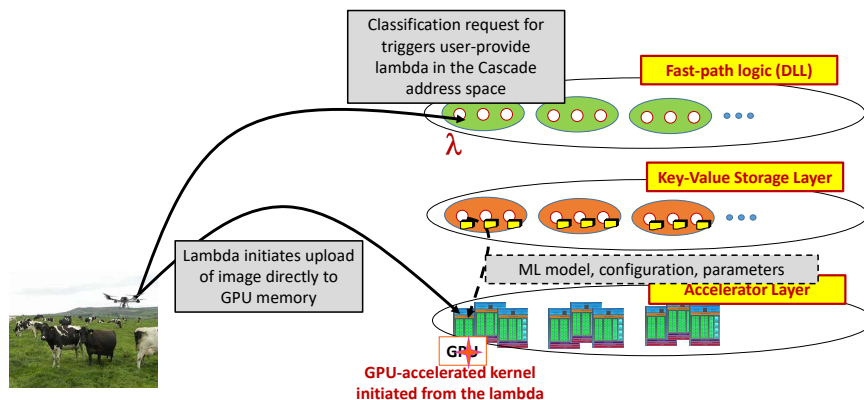 Classification request for
triggers user-provide
lambda in the Cascade
address space
Fast-path logic (DLL)
λ
Key-Value Storage Layer
Lambda initiates upload
of image directly to
GPU memory
ML model, configuration, parameters
Accelerator Layer
GPU
GPU-accelerated kernel
initiated from the lambda